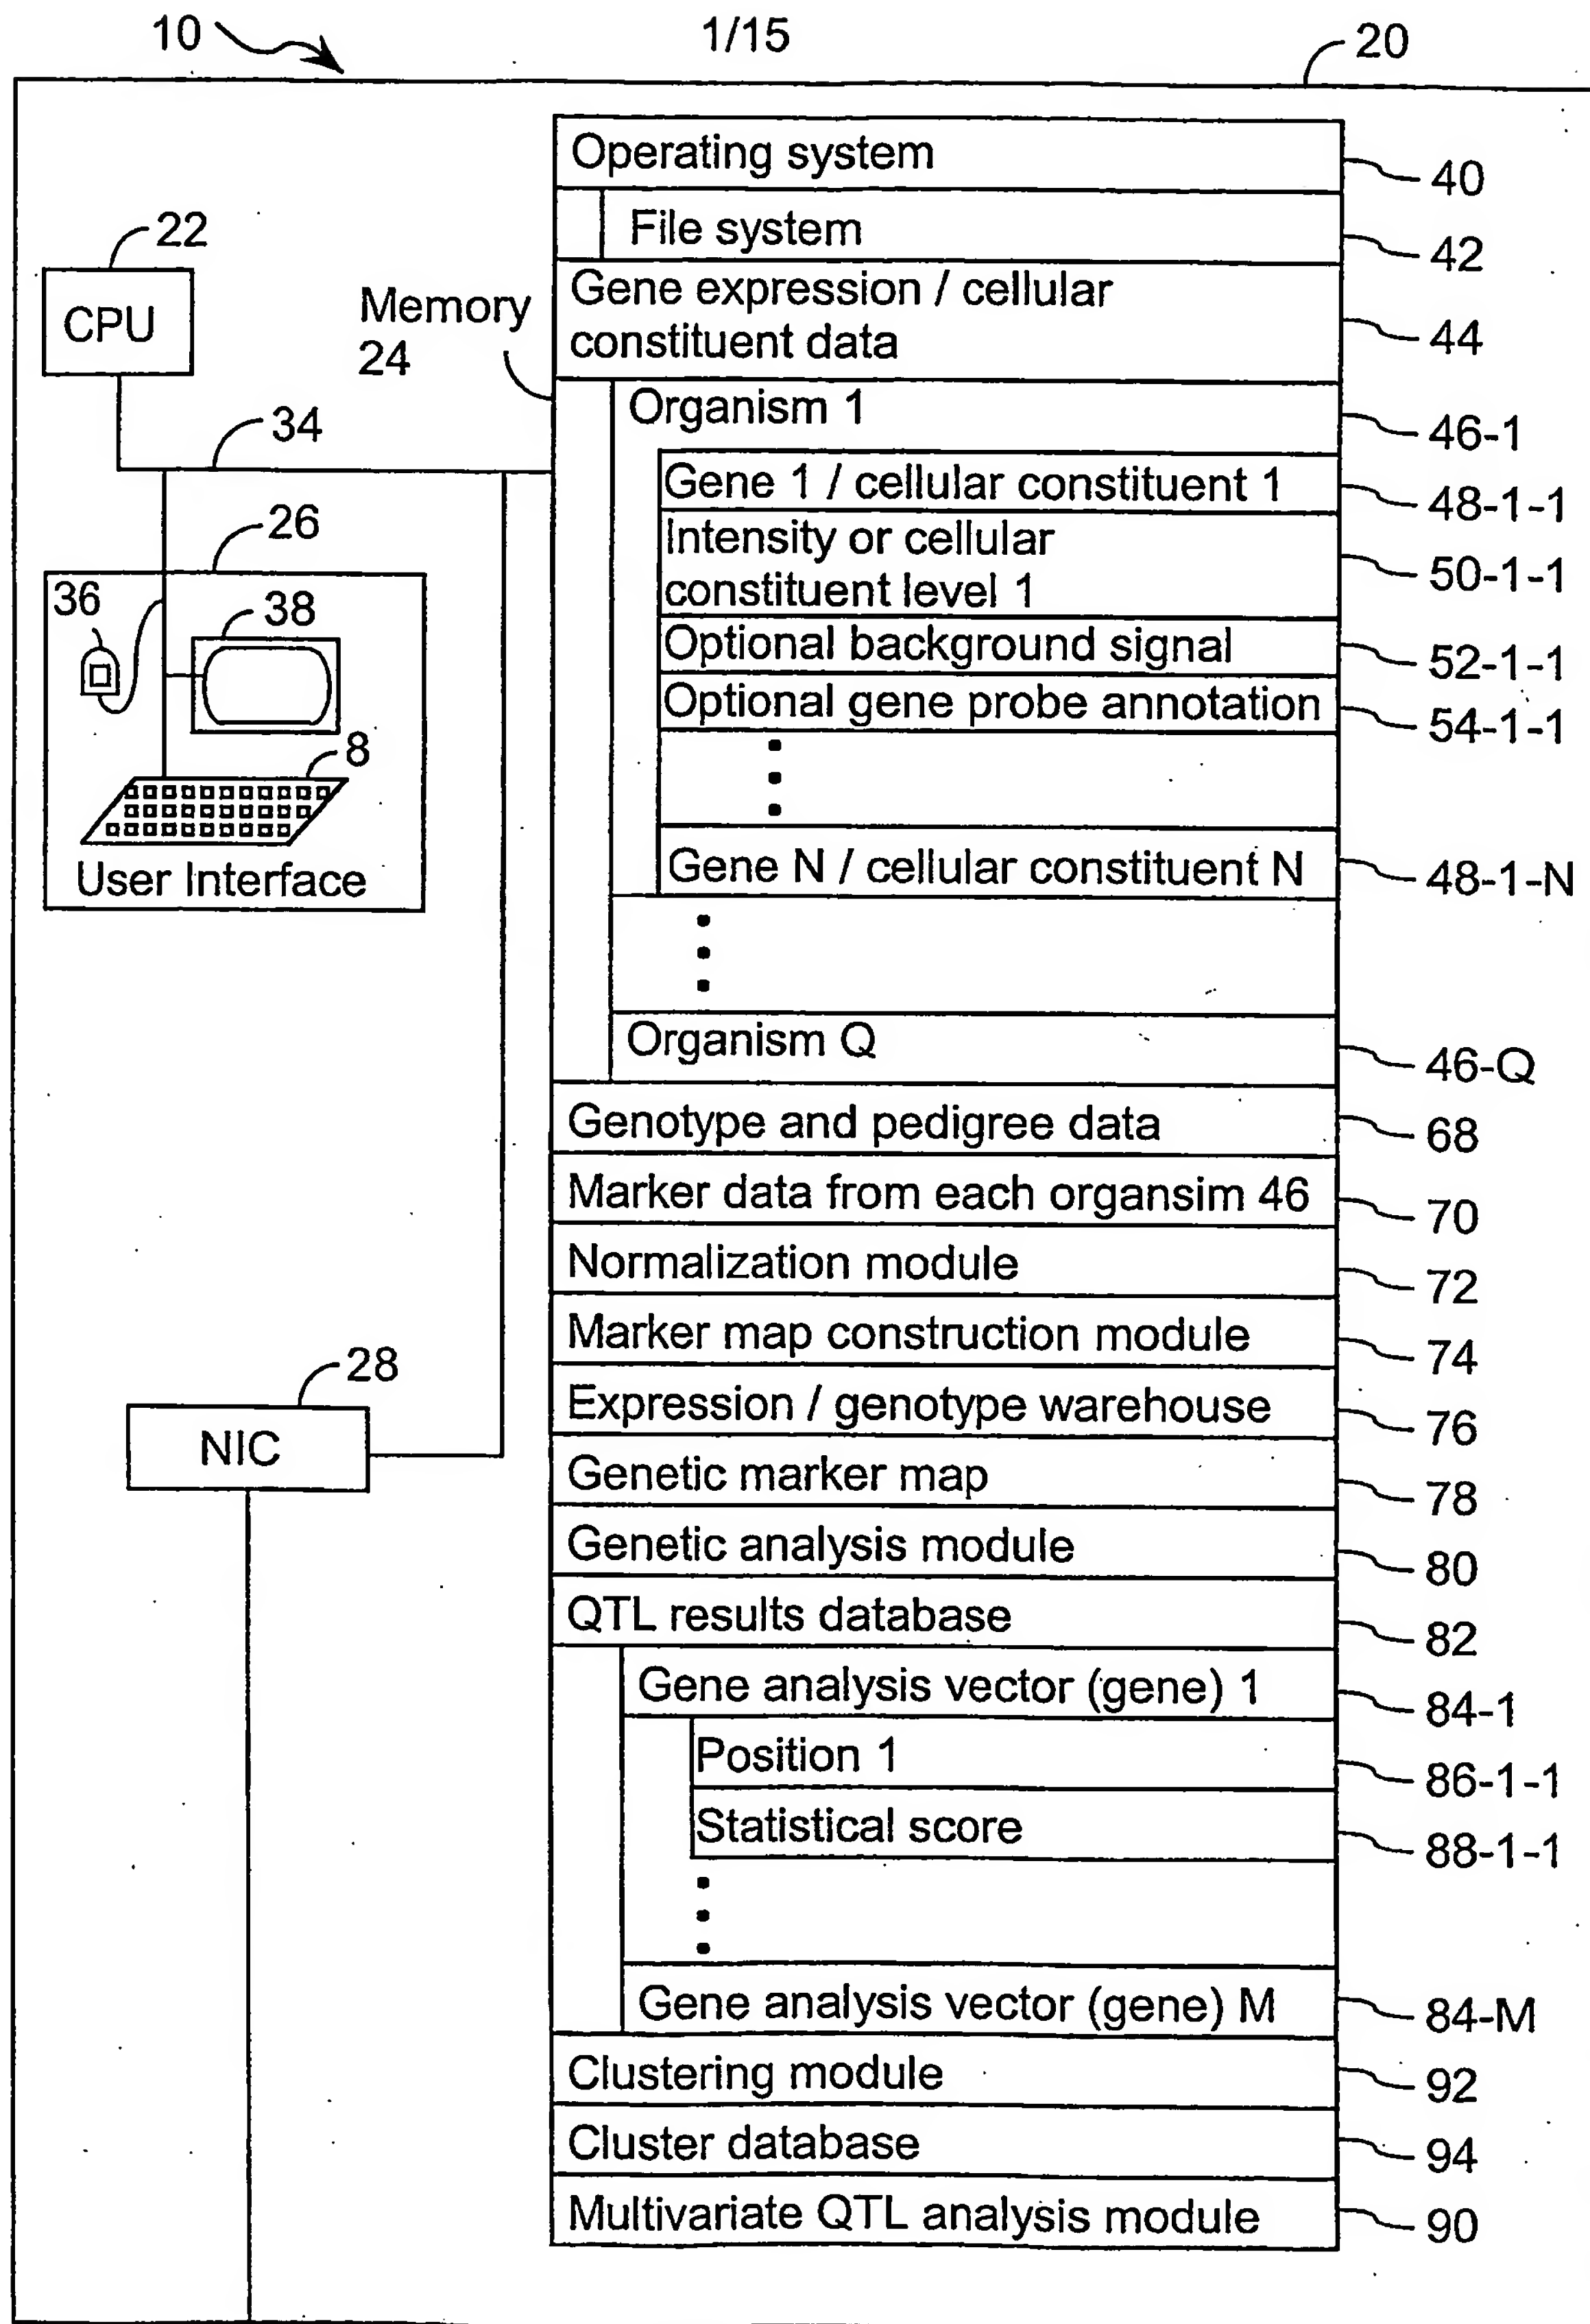 10
1/15
20
Operating system
40
File system
42
22
CPU
Memory
24
Gene expression / cellular
constituent data
44
Organism 1
46-1
34
Gene 1 / cellular constituent 1
48-1-1
Intensity or cellular
constituent level 1
50-1-1
26
36
38
8
User Interface
Optional background signal
52-1-1
Optional gene probe annotation
54-1-1
Gene N / cellular constituent N
48-1-N
Organism Q
46-Q
Genotype and pedigree data
68
Marker data from each organsim 46
70
Normalization module
72
Marker map construction module
74
28
NIC
Expression / genotype warehouse
76
Genetic marker map
78
Genetic analysis module
80
QTL results database
82
Gene analysis vector (gene) 1
84-1
Position 1
86-1-1
Statistical score
88-1-1
Gene analysis vector (gene) M
84-M
Clustering module
92
Cluster database
94
Multivariate QTL analysis module
90